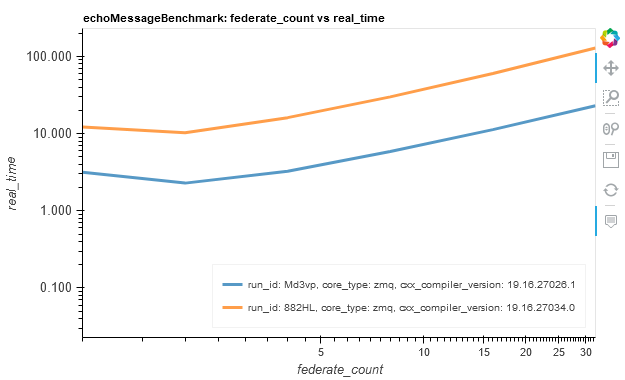 echoMessageBenchmark: federate_count vs real_time
100.000
10.000
1.000
0.100
real_time
run_id: Md3vp, core_type: zmq, cxx_compiler_version: 19.16.27026.1
run_id: 882HL, core_type: zmq, cxx_compiler_version: 19.16.27034.0
5
10
15
20
25
30
federate_count